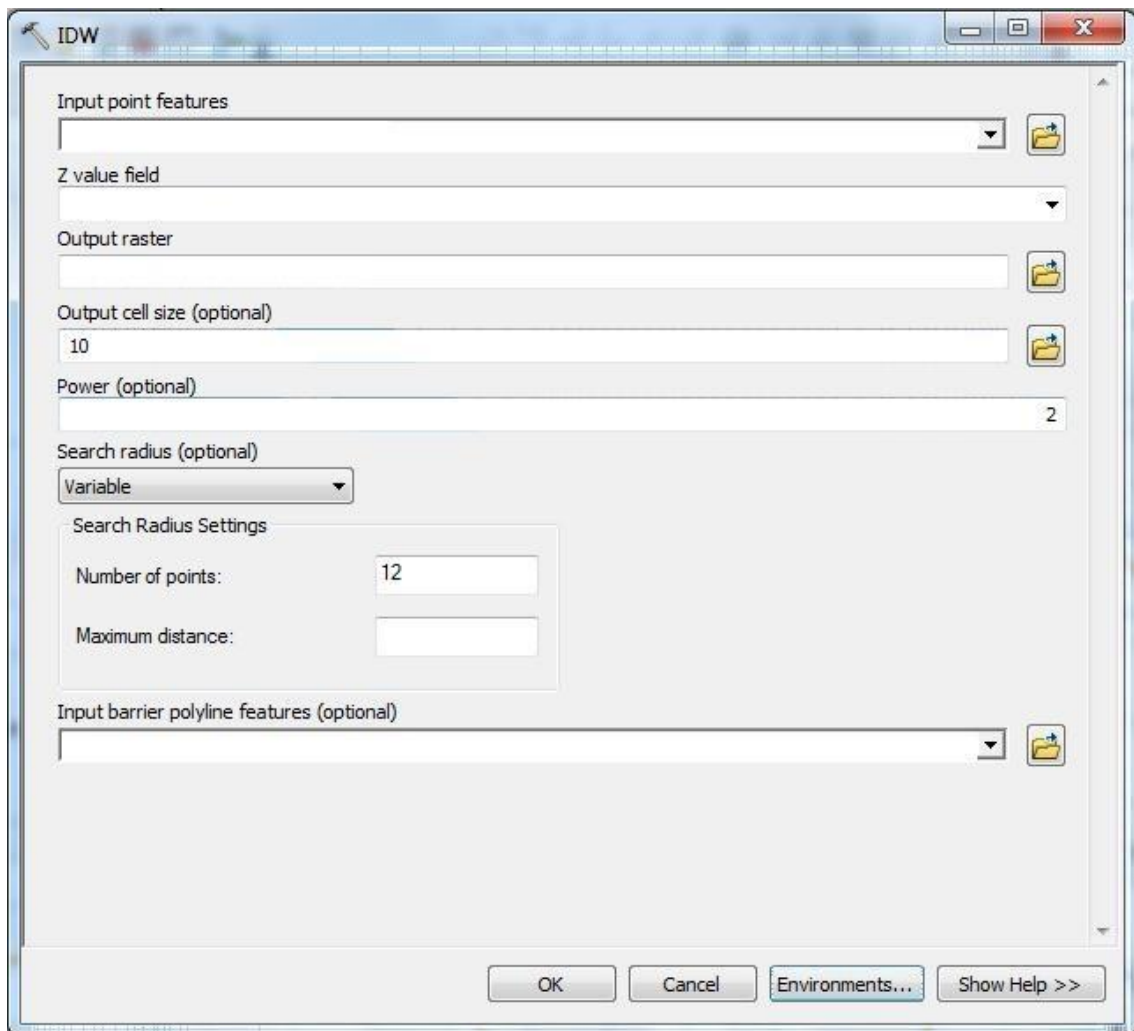 IDW
Input point features
Z value field
Output raster
Output cell size (optional)
10
Power (optional)
2
Search radius (optional)
Variable
Search Radius Settings
Number of points: 12
Maximum distance:
Input barrier polyline features (optional)
OK Cancel Environments... Show Help >>